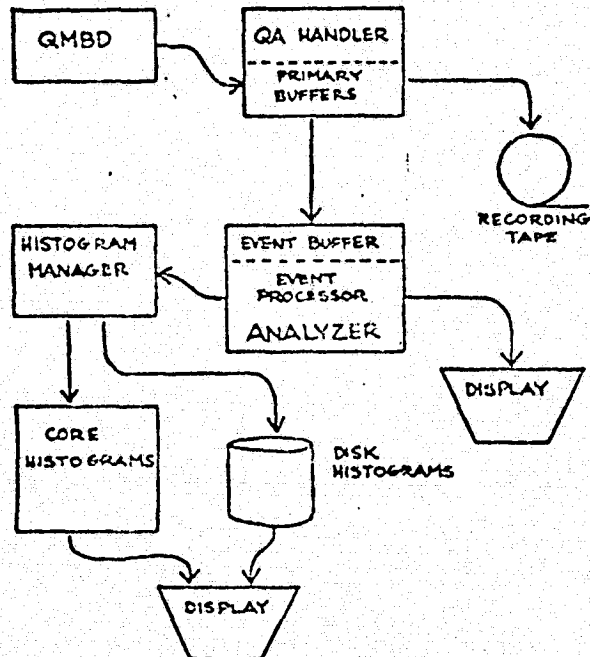 QMBD
QA HANDLER
PRIMARY
BUFFERS
RECORDING
TAPE
HISTOGRAM
MANAGER
EVENT BUFFER
EVENT
PROCESSOR
ANALYZER
DISPLAY
CORE
HISTOGRAMS
DISK
HISTOGRAMS
DISPLAY